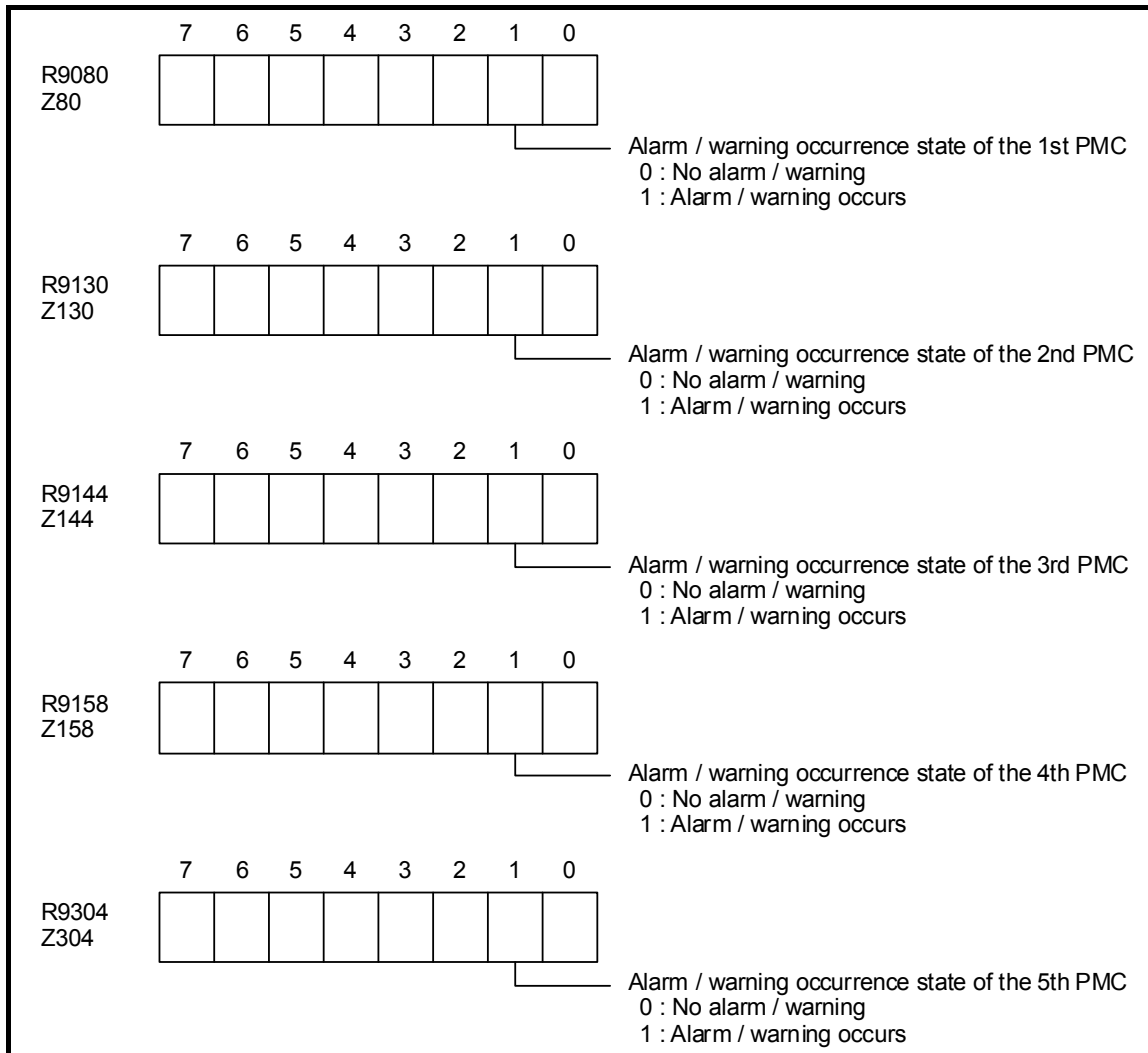 7 6 5 4 3 2 1 0
R9080
Z80
Alarm / warning occurrence state of the 1st PMC
0 : No alarm / warning
1 : Alarm / warning occurs
7 6 5 4 3 2 1 0
R9130
Z130
Alarm / warning occurrence state of the 2nd PMC
0 : No alarm / warning
1 : Alarm / warning occurs
7 6 5 4 3 2 1 0
R9144
Z144
Alarm / warning occurrence state of the 3rd PMC
0 : No alarm / warning
1 : Alarm / warning occurs
7 6 5 4 3 2 1 0
R9158
Z158
Alarm / warning occurrence state of the 4th PMC
0 : No alarm / warning
1 : Alarm / warning occurs
7 6 5 4 3 2 1 0
R9304
Z304
Alarm / warning occurrence state of the 5th PMC
0 : No alarm / warning
1 : Alarm / warning occurs